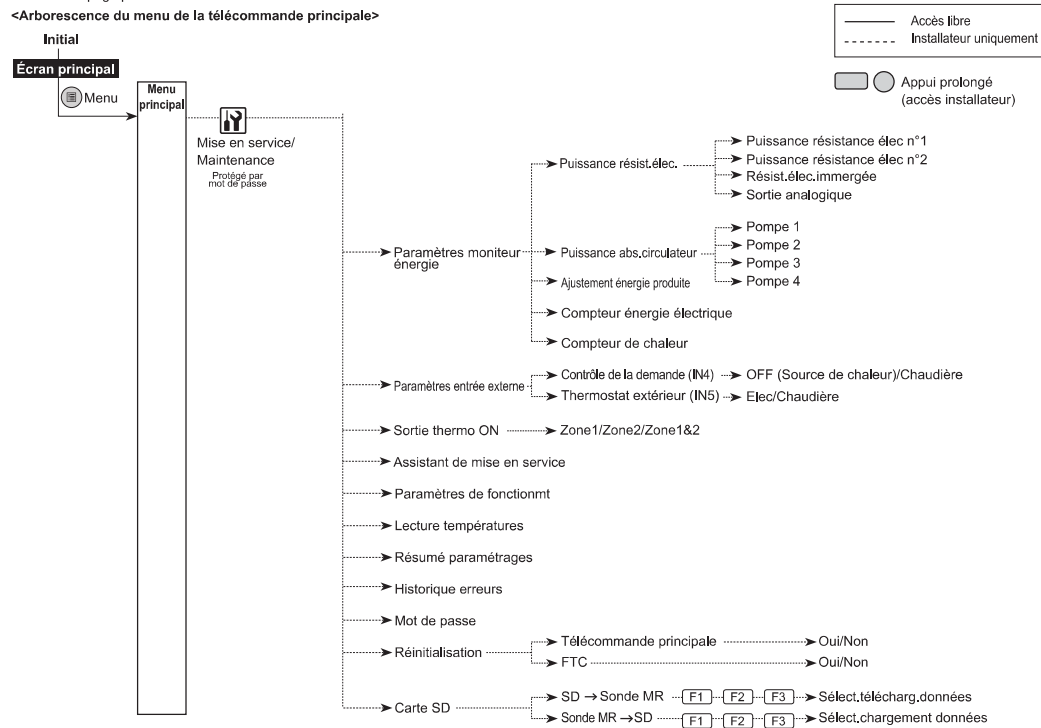 <Arborescence du menu de la télécommande principale>
Accès libre
Installateur uniquement
Appui prolongé
(accès installateur)
Initial
Écran principal
Menu
Menu
principal
Mise en service/
Maintenance
Protégé par
mot de passe
Paramètres moniteur
énergie
Puissance résist.élec.
Puissance résistance élec n°1
Puissance résistance élec n°2
Résist.élec.immergée
Sortie analogique
Puissance abs.circulateur
Pompe 1
Pompe 2
Pompe 3
Pompe 4
Ajustement énergie produite
Compteur énergie électrique
Compteur de chaleur
Paramètres entrée externe
Contrôle de la demande (IN4)
OFF (Source de chaleur)/Chaudière
Thermostat extérieur (IN5)
Elec/Chaudière
Sortie thermo ON
Zone1/Zone2/Zone1&2
Assistant de mise en service
Paramètres de fonctionmt
Lecture températures
Résumé paramétrages
Historique erreurs
Mot de passe
Réinitialisation
Télécommande principale
Oui/Non
FTC
Oui/Non
Carte SD
SD → Sonde MR
F1
F2
F3
Sélect.télécharg.données
Sonde MR → SD
F1
F2
F3
Sélect.chargement données